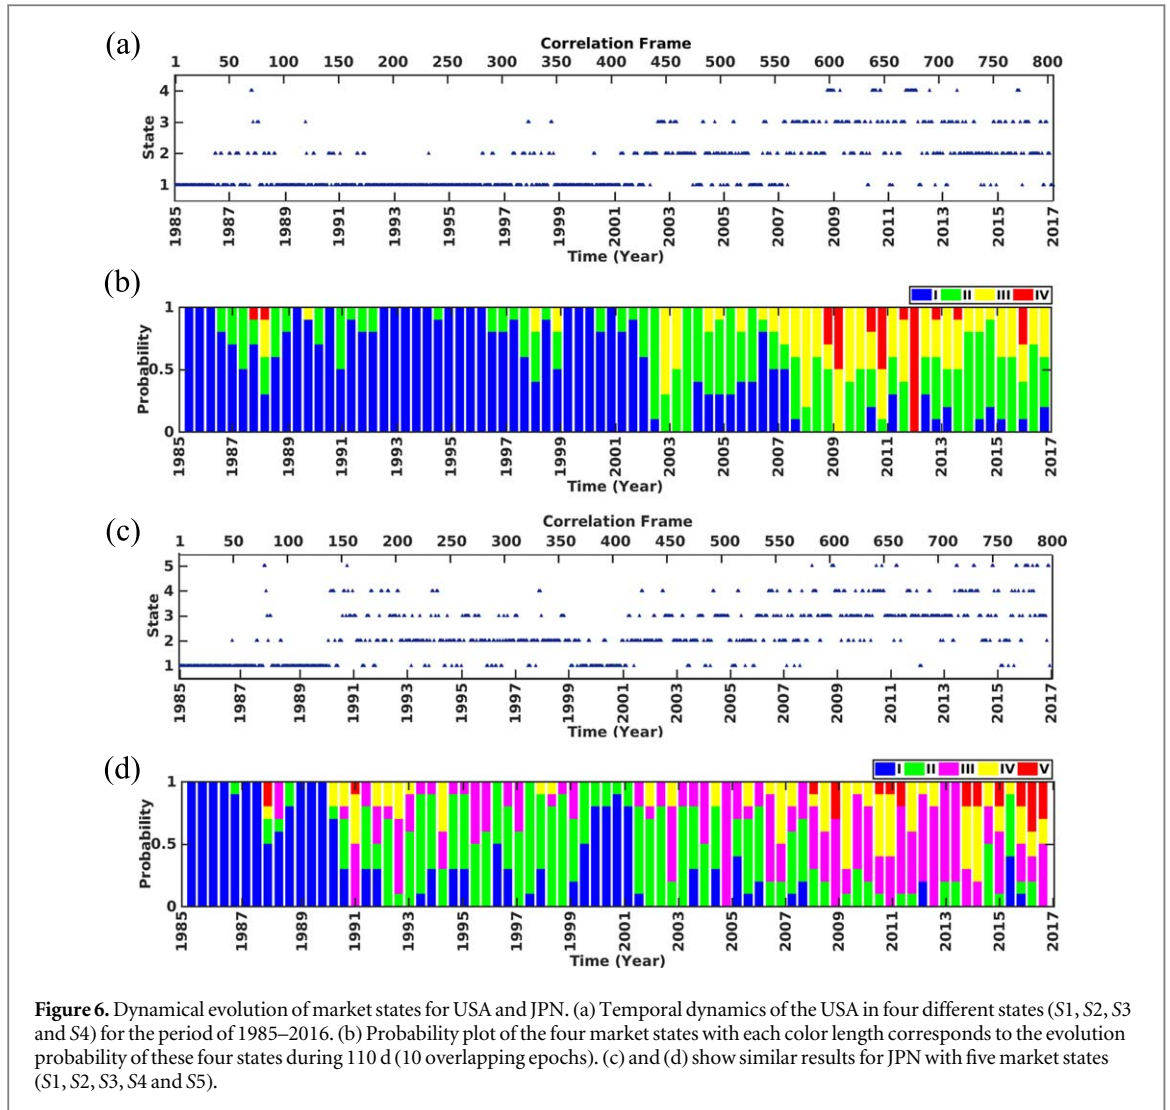 (a)
Correlation Frame
1 50 100 150 200 250 300 350 400 450 500 550 600 650 700 750 800
State
4
3
2
1
1985 1987 1989 1991 1993 1995 1997 1999 2001 2003 2005 2007 2009 2011 2013 2015 2017
Time (Year)
(b)
I II III IV
Probability
1
0.5
0
1985 1987 1989 1991 1993 1995 1997 1999 2001 2003 2005 2007 2009 2011 2013 2015 2017
Time (Year)
(c)
Correlation Frame
1 50 100 150 200 250 300 350 400 450 500 550 600 650 700 750 800
State
5
4
3
2
1
1985 1987 1989 1991 1993 1995 1997 1999 2001 2003 2005 2007 2009 2011 2013 2015 2017
Time (Year)
(d)
I II III IV V
Probability
1
0.5
0
1985 1987 1989 1991 1993 1995 1997 1999 2001 2003 2005 2007 2009 2011 2013 2015 2017
Time (Year)
Figure 6. Dynamical evolution of market states for USA and JPN. (a) Temporal dynamics of the USA in four different states (S1, S2, S3
and S4) for the period of 1985–2016. (b) Probability plot of the four market states with each color length corresponds to the evolution
probability of these four states during 110 d (10 overlapping epochs). (c) and (d) show similar results for JPN with five market states
(S1, S2, S3, S4 and S5).